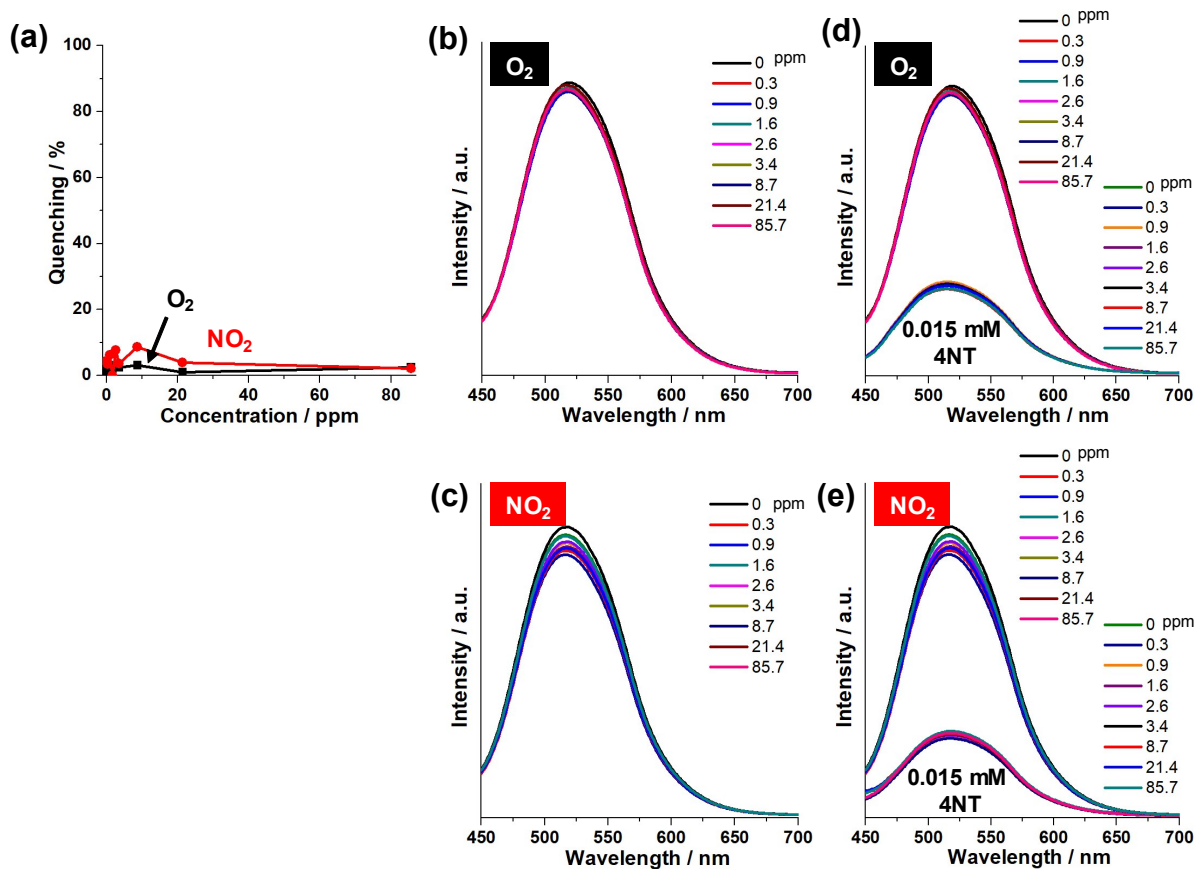 (a)
100
80
60
40
20
0
Quenching / %
O2
NO2
0 20 40 60 80
Concentration / ppm
(b)
O2
0 ppm
0.3
0.9
1.6
2.6
3.4
8.7
21.4
85.7
Intensity / a.u.
450 500 550 600 650 700
Wavelength / nm
(d)
O2
0 ppm
0.3
0.9
1.6
2.6
3.4
8.7
21.4
85.7
0 ppm
0.3
0.9
1.6
2.6
3.4
8.7
21.4
85.7
0.015 mM
4NT
Intensity / a.u.
450 500 550 600 650 700
Wavelength / nm
(c)
NO2
0 ppm
0.3
0.9
1.6
2.6
3.4
8.7
21.4
85.7
Intensity / a.u.
450 500 550 600 650 700
Wavelength / nm
(e)
NO2
0 ppm
0.3
0.9
1.6
2.6
3.4
8.7
21.4
85.7
0 ppm
0.3
0.9
1.6
2.6
3.4
8.7
21.4
85.7
0.015 mM
4NT
Intensity / a.u.
450 500 550 600 650 700
Wavelength / nm